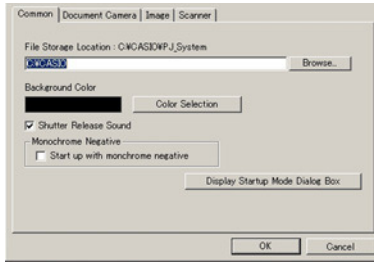 Common Document Camera Image Scanner
File Storage Location : C:¥CASIO¥PJ_System
C:¥CASIO
Browse..
Background Color
Color Selection
Shutter Release Sound
Monochrome Negative
Start up with monochrome negative
Display Startup Mode Dialog Box
OK Cancel